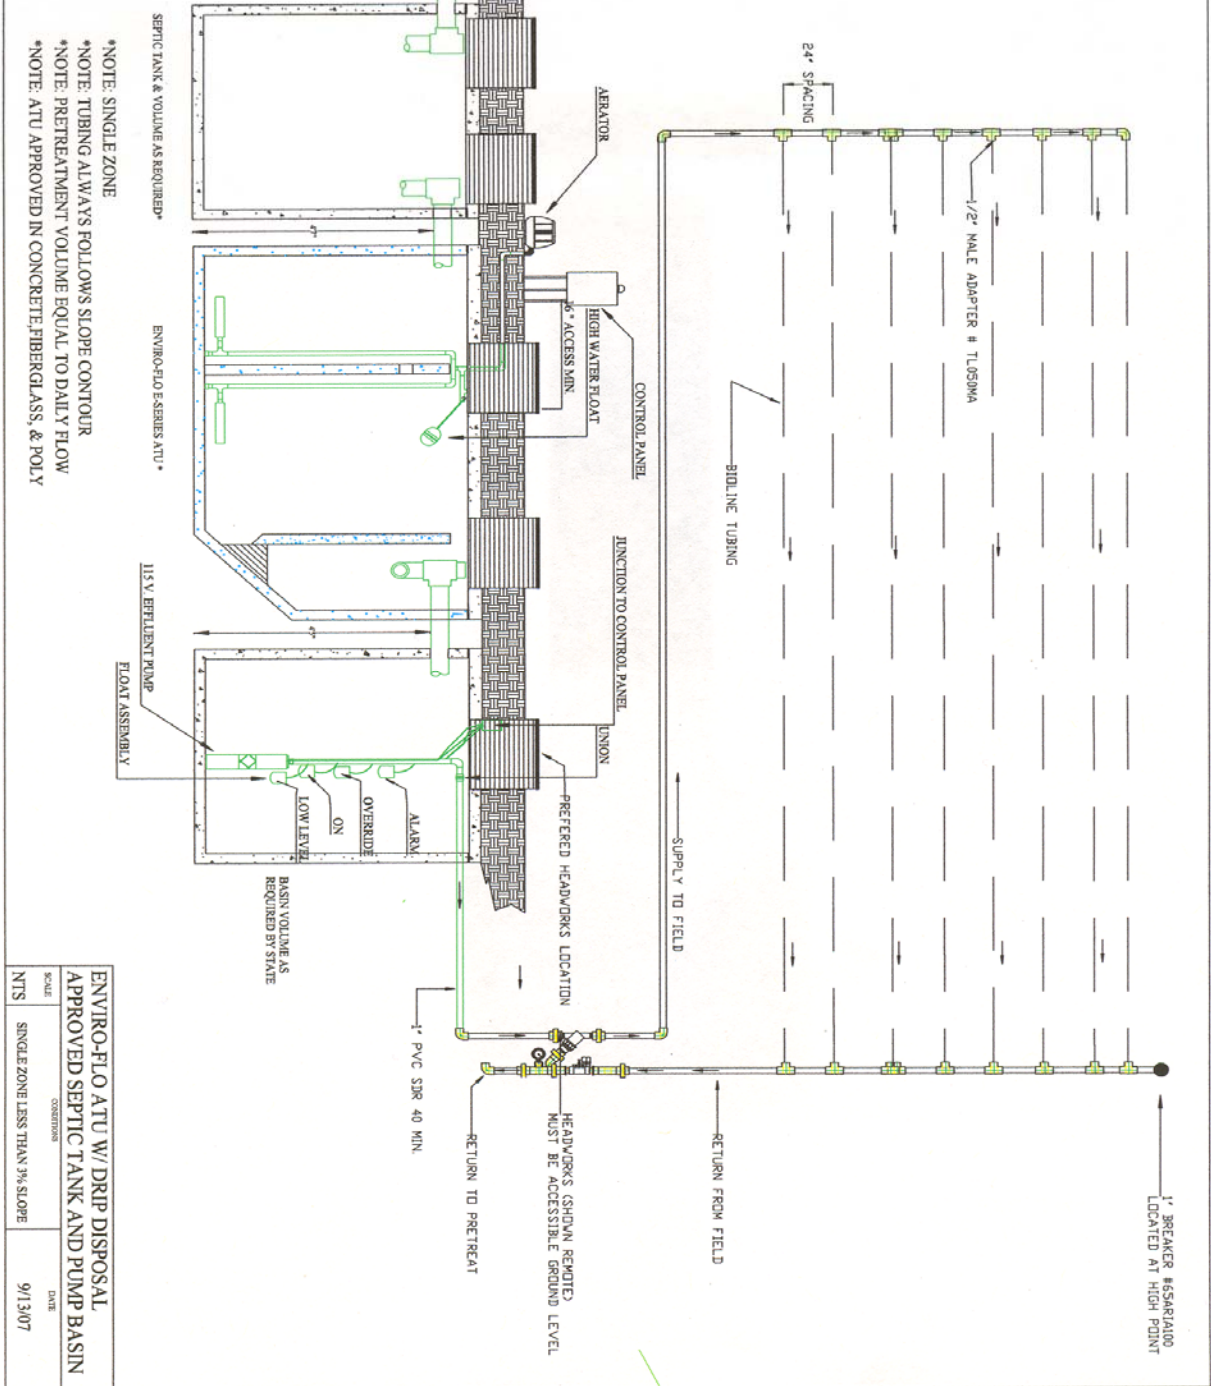 1" BREAKER #65ARIA100
LOCATED AT HIGH POINT
24" SPACING
1/2" MALE ADAPTER # TL050MA
BIOLINE TUBING
RETURN FROM FIELD
SUPPLY TO FIELD
AERATOR
CONTROL PANEL
HIGH WATER FLOAT
16" ACCESS MIN.
JUNCTION TO CONTROL PANEL
UNION
PREFERED HEADWORKS LOCATION
HEADWORKS (SHOWN REMOTE)
MUST BE ACCESSIBLE GROUND LEVEL
RETURN TO PRETREAT
1" PVC SDR 40 MIN.
47"
45"
ALARM
OVERRIDE
ON
LOW LEVEL
BASIN VOLUME AS
REQUIRED BY STATE
SEPTIC TANK & VOLUME AS REQUIRED*
ENVIRO-FLO E-SERIES ATU *
115 V. EFFLUENT PUMP
FLOAT ASSEMBLY
*NOTE: SINGLE ZONE
*NOTE: TUBING ALWAYS FOLLOWS SLOPE CONTOUR
*NOTE: PRETREATMENT VOLUME EQUAL TO DAILY FLOW
*NOTE: ATU APPROVED IN CONCRETE,FIBERGLASS, & POLY
ENVIRO-FLO ATU W/ DRIP DISPOSAL
APPROVED SEPTIC TANK AND PUMP BASIN
SCALE
NTS
CONDITIONS
SINGLE ZONE LESS THAN 3% SLOPE
DATE
9/13/07